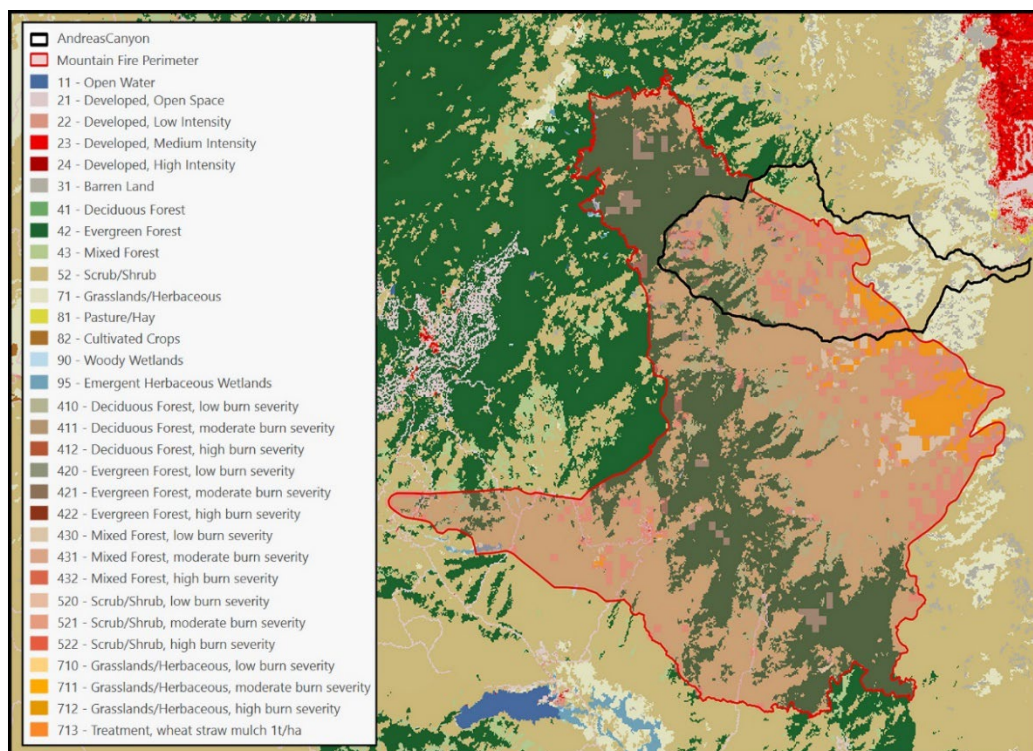 AndreasCanyon
Mountain Fire Perimeter
11 - Open Water
21 - Developed, Open Space
22 - Developed, Low Intensity
23 - Developed, Medium Intensity
24 - Developed, High Intensity
31 - Barren Land
41 - Deciduous Forest
42 - Evergreen Forest
43 - Mixed Forest
52 - Scrub/Shrub
71 - Grasslands/Herbaceous
81 - Pasture/Hay
82 - Cultivated Crops
90 - Woody Wetlands
95 - Emergent Herbaceous Wetlands
410 - Deciduous Forest, low burn severity
411 - Deciduous Forest, moderate burn severity
412 - Deciduous Forest, high burn severity
420 - Evergreen Forest, low burn severity
421 - Evergreen Forest, moderate burn severity
422 - Evergreen Forest, high burn severity
430 - Mixed Forest, low burn severity
431 - Mixed Forest, moderate burn severity
432 - Mixed Forest, high burn severity
520 - Scrub/Shrub, low burn severity
521 - Scrub/Shrub, moderate burn severity
522 - Scrub/Shrub, high burn severity
710 - Grasslands/Herbaceous, low burn severity
711 - Grasslands/Herbaceous, moderate burn severity
712 - Grasslands/Herbaceous, high burn severity
713 - Treatment, wheat straw mulch 1t/ha